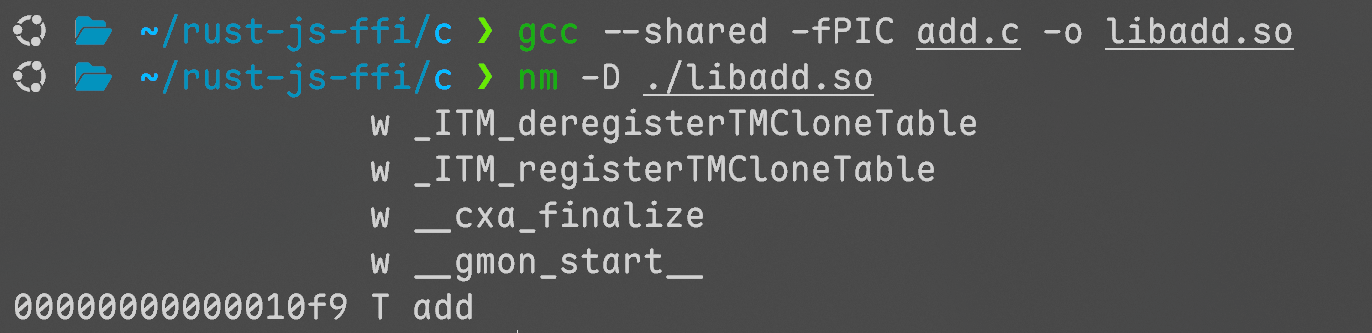 ~/rust-js-ffi/c ❯ gcc --shared -fPIC add.c -o libadd.so
~/rust-js-ffi/c ❯ nm -D ./libadd.so
w _ITM_deregisterTMCloneTable
w _ITM_registerTMCloneTable
w __cxa_finalize
w __gmon_start__
00000000000010f9 T add